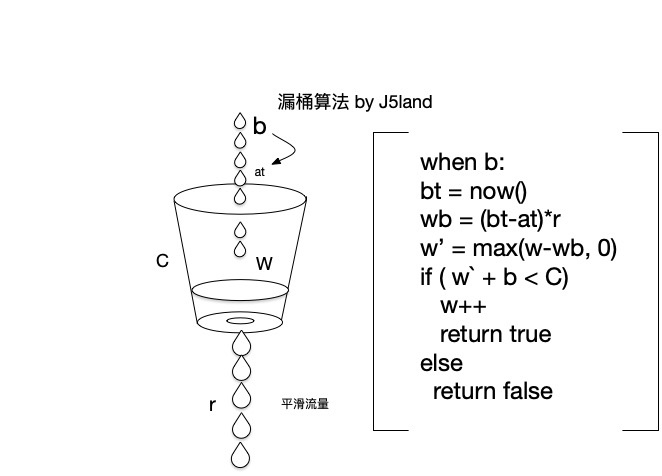 漏桶算法 by J5land
b
at
C
W
r
平滑流量
when b:
bt = now()
wb = (bt-at)*r
w’ = max(w-wb, 0)
if ( w` + b < C)
w++
return true
else
return false